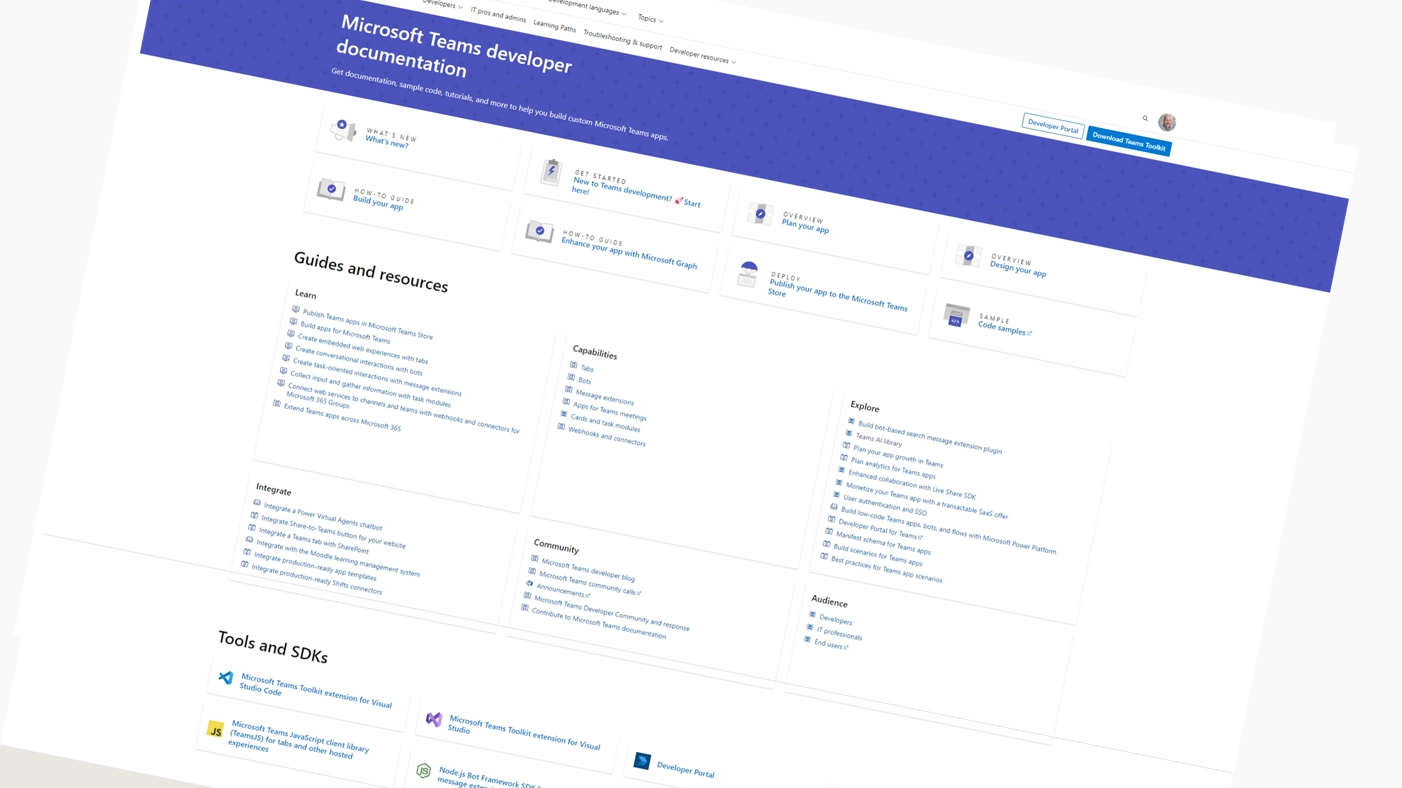 velopment languages
Topics
Developers
IT pros and admins
Learning Paths
Troubleshooting & support
Developer resources
Developer Portal
Download Teams Toolkit
Microsoft Teams developer
documentation
Get documentation, sample code, tutorials, and more to help you build custom Microsoft Teams apps.
WHAT'S NEW
What's new?
GET STARTED
New to Teams development? 🚀 Start
here!
OVERVIEW
Plan your app
OVERVIEW
Design your app
HOW-TO GUIDE
Build your app
HOW-TO GUIDE
Enhance your app with Microsoft Graph
DEPLOY
Publish your app to the Microsoft Teams
Store
SAMPLE
Code samples
Guides and resources
Learn
Publish Teams apps in Microsoft Teams Store
Build apps for Microsoft Teams
Create embedded web experiences with tabs
Create conversational interactions with bots
Create task-oriented interactions with message extensions
Collect input and gather information with task modules
Connect web services to channels and teams with webhooks and connectors for
Microsoft 365 Groups
Extend Teams apps across Microsoft 365
Capabilities
Tabs
Bots
Message extensions
Apps for Teams meetings
Cards and task modules
Webhooks and connectors
Explore
Build bot-based search message extension plugin
Teams AI library
Plan your app growth in Teams
Plan analytics for Teams apps
Enhanced collaboration with Live Share SDK
Monetize your Teams app with a transactable SaaS offer
User authentication and SSO
Build low-code Teams apps, bots, and flows with Microsoft Power Platform
Developer Portal for Teams
Manifest schema for Teams apps
Build scenarios for Teams apps
Best practices for Teams app scenarios
Integrate
Integrate a Power Virtual Agents chatbot
Integrate Share-to-Teams button for your website
Integrate a Teams tab with SharePoint
Integrate with the Moodle learning management system
Integrate production-ready app templates
Integrate production-ready Shifts connectors
Community
Microsoft Teams developer blog
Microsoft Teams community calls
Announcements
Microsoft Teams Developer Community and response
Contribute to Microsoft Teams documentation
Audience
Developers
IT professionals
End users
Tools and SDKs
Microsoft Teams Toolkit extension for Visual
Studio Code
Microsoft Teams Toolkit extension for Visual
Studio
Developer Portal
JS
Microsoft Teams JavaScript client library
(TeamsJS) for tabs and other hosted
experiences
Node.js Bot Framework SDK f
message exten